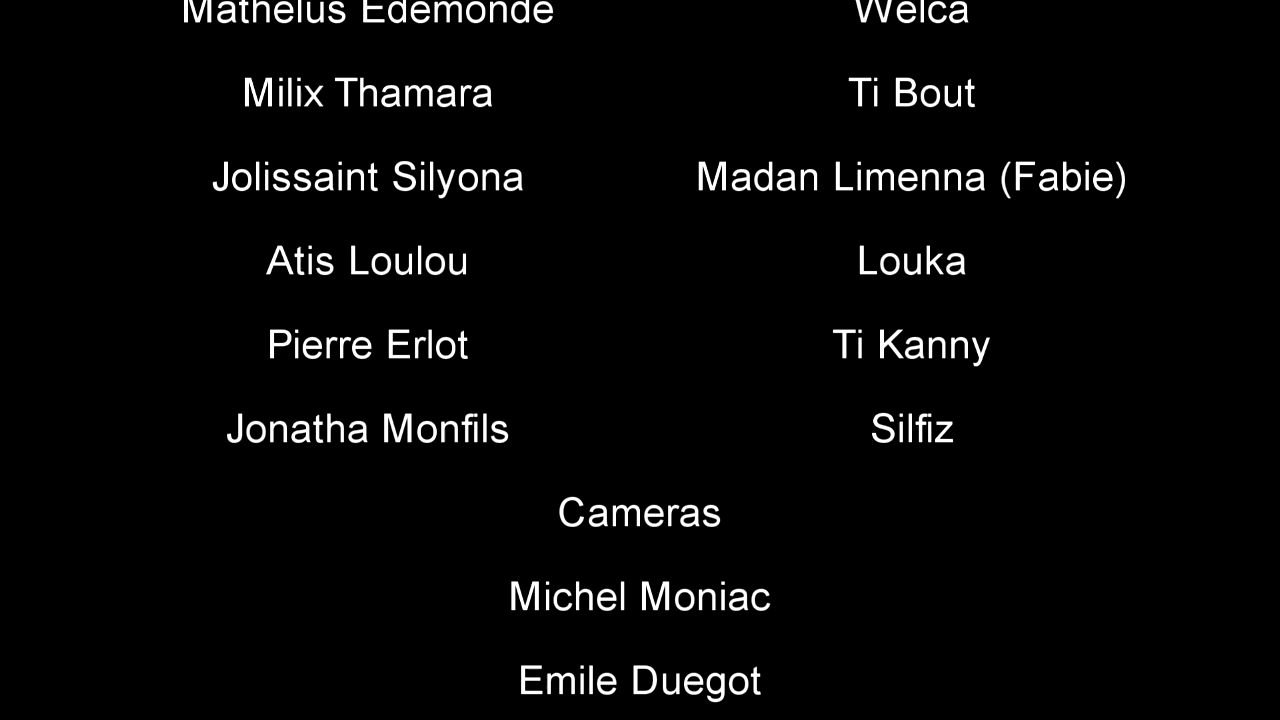 Mathelus Edemonde Welca
Milix Thamara Ti Bout
Jolissaint Silyona Madan Limenna (Fabie)
Atis Loulou Louka
Pierre Erlot Ti Kanny
Jonatha Monfils Silfiz
Cameras
Michel Moniac
Emile Duegot